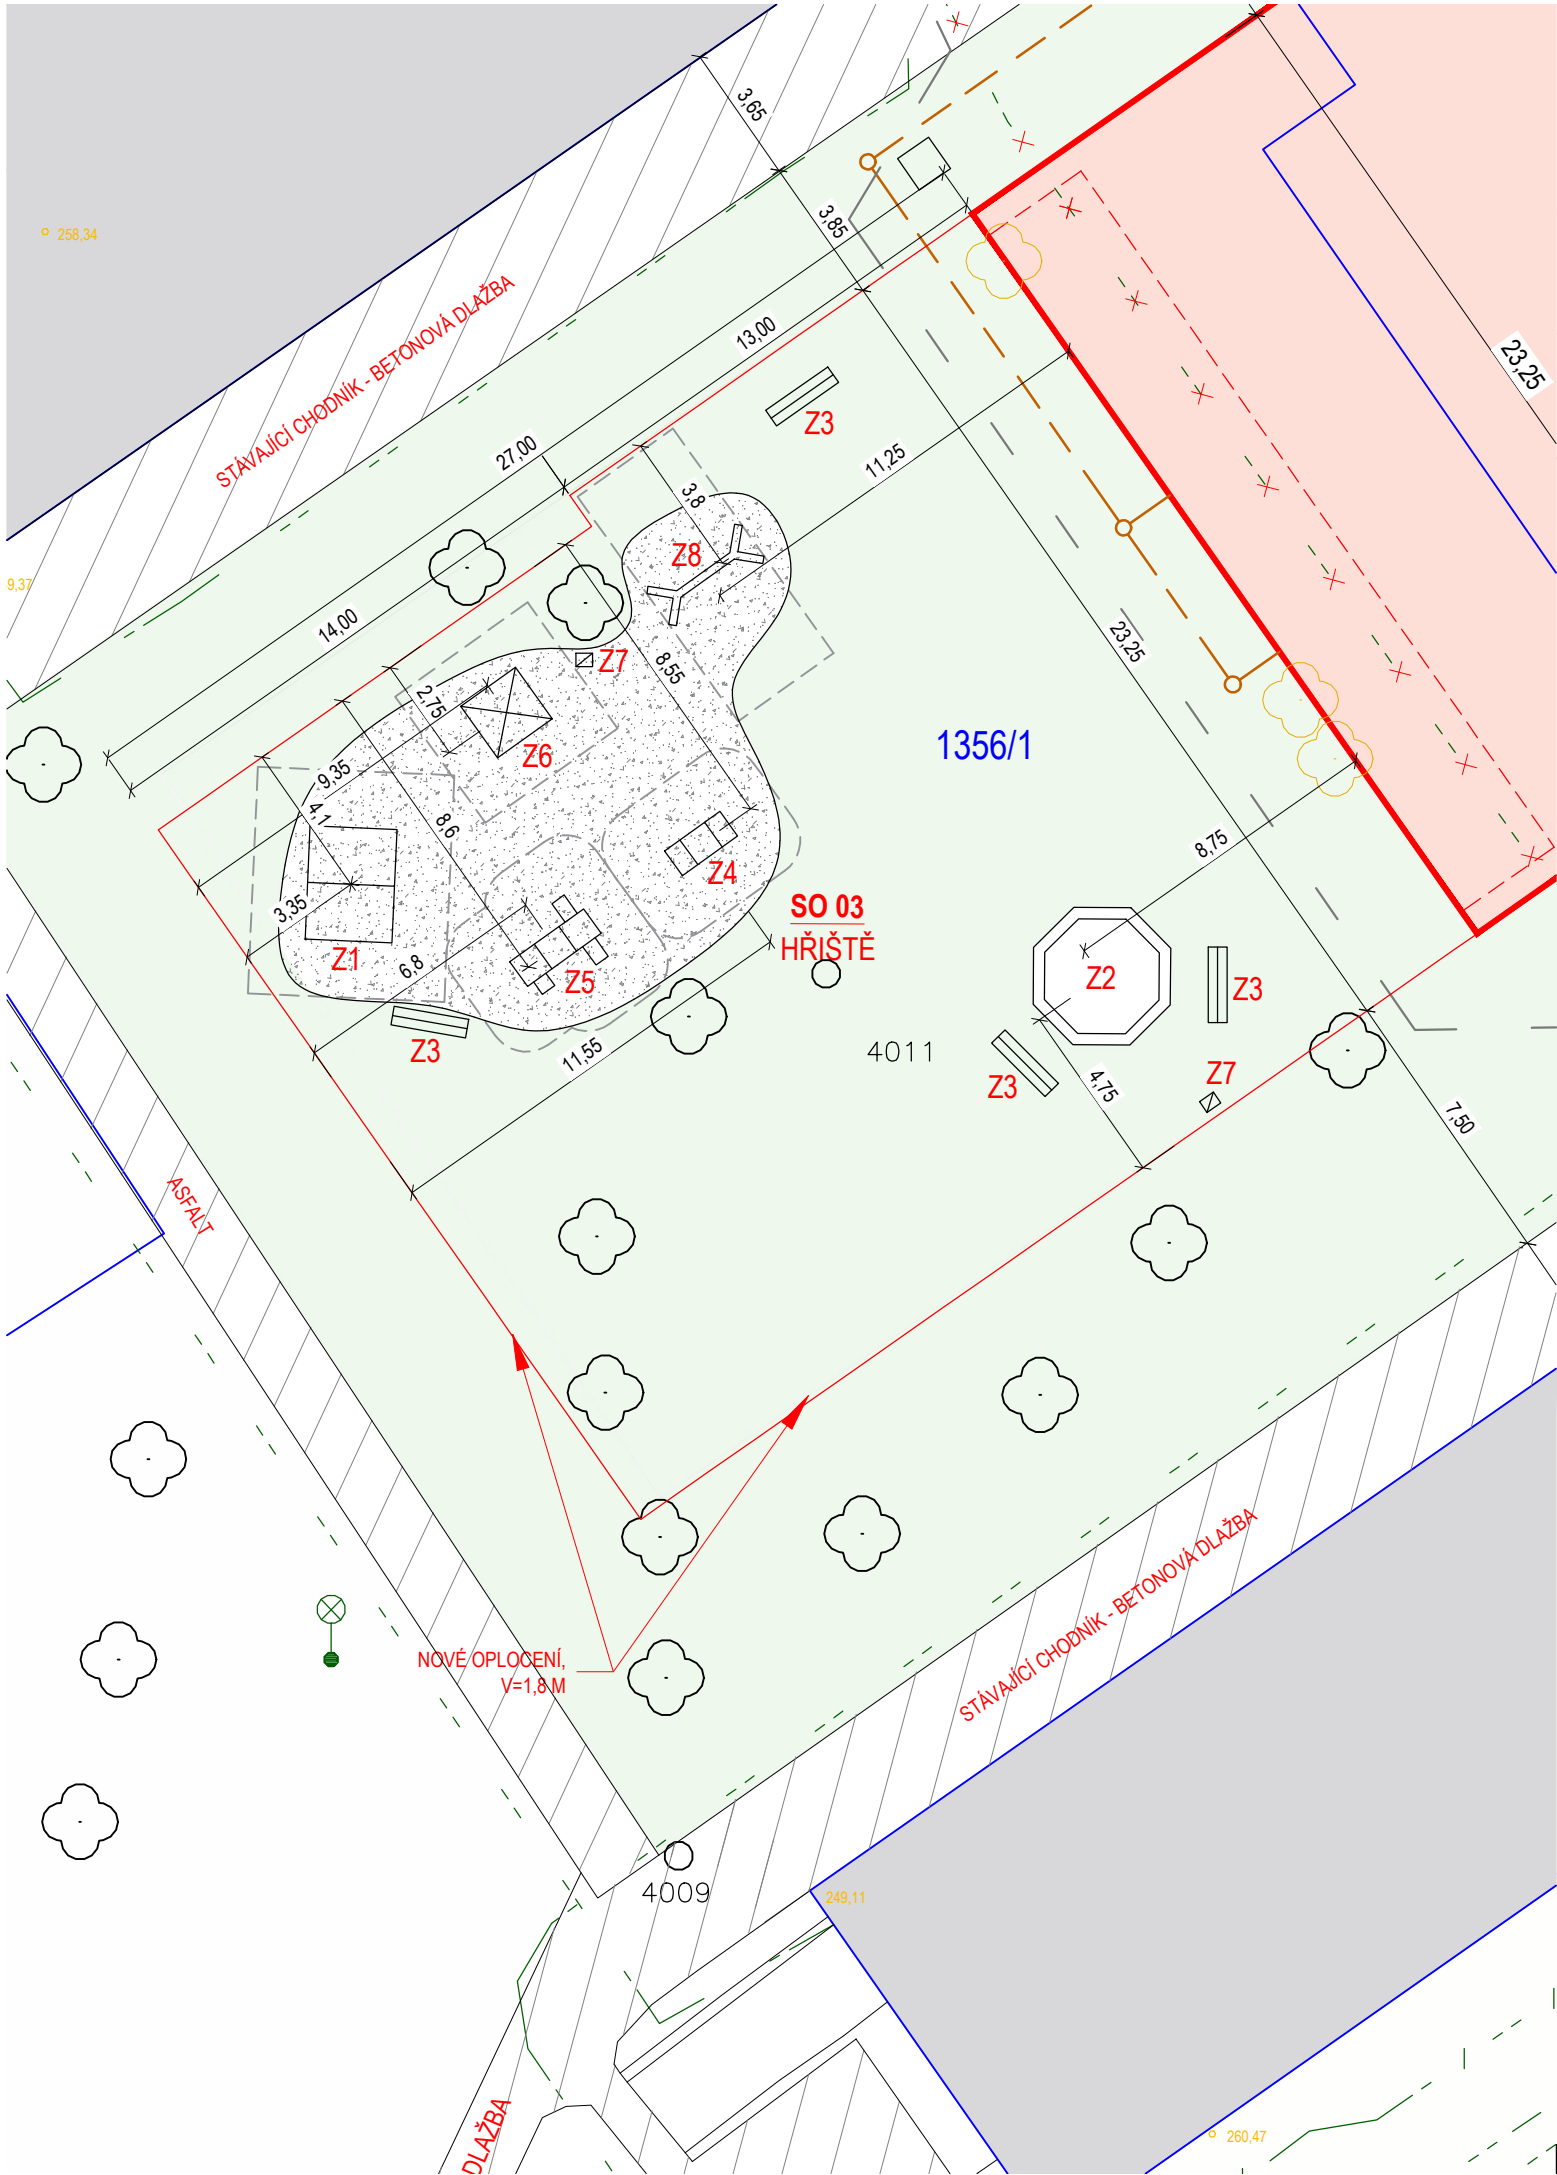 3,65
258,34
3,85
STÁVAJÍCÍ CHODNÍK - BETONOVÁ DLAŽBA
13,00
23,25
Z3
27,00
11,25
3,8
Z8
9,37
14,00
Z7
8,55
23,25
2,75
Z6
1356/1
9,35
4,1
8,6
8,75
Z4
3,35
SO 03
HŘIŠTĚ
Z1
6,8
Z5
Z2
Z3
Z3
11,55
4011
Z3
4,75
Z7
7,50
ASFALT
STÁVAJÍCÍ CHODNÍK - BETONOVÁ DLAŽBA
NOVÉ OPLOCENÍ,
V=1,8 M
4009
249,11
DLAŽBA
260,47